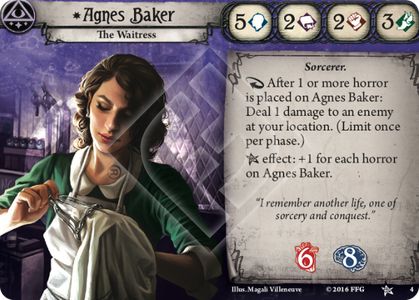 Agnes Baker
The Waitress
5 2 2 3
Sorcerer.
After 1 or more horror
is placed on Agnes Baker:
Deal 1 damage to an enemy
at your location. (Limit once
per phase.)
effect: +1 for each horror
on Agnes Baker.
"I remember another life, one of
sorcery and conquest."
6 8
Illus. Magali Villeneuve © 2016 FFG 4